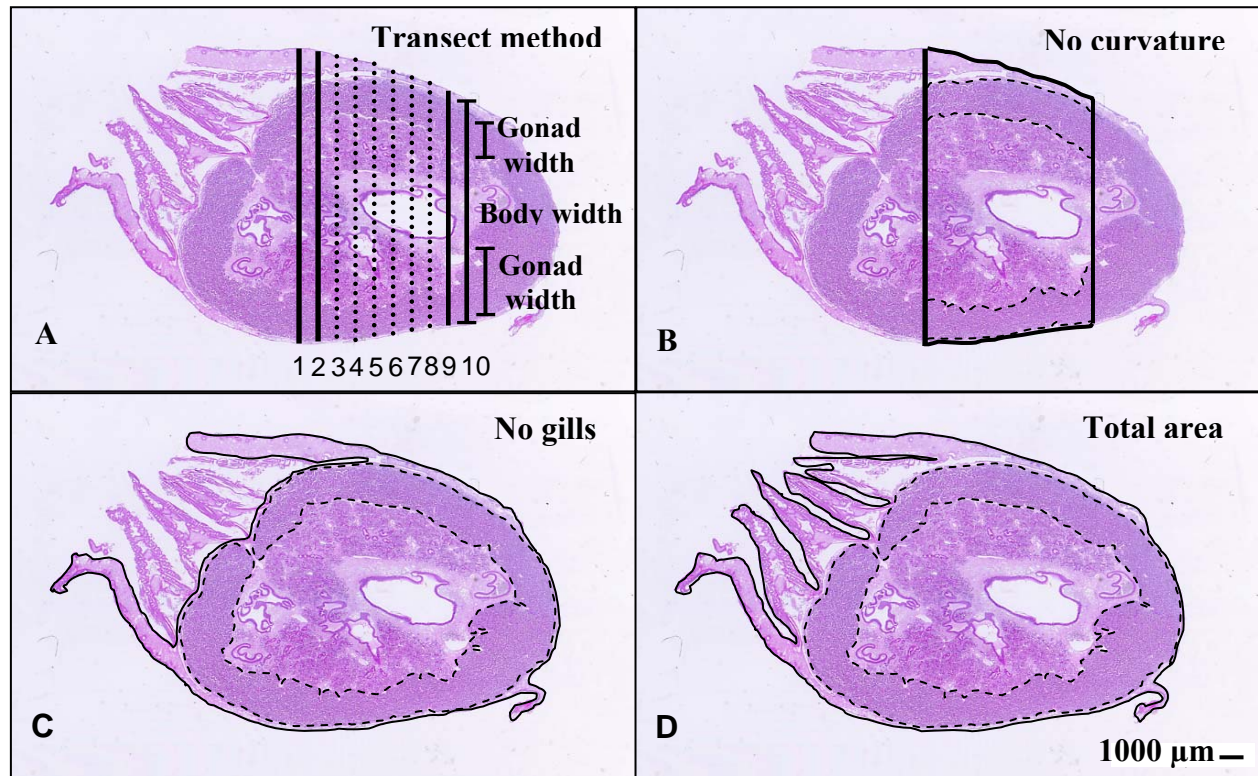 Transect method
Gonad
width
Body width
Gonad
width
A
1 2 3 4 5 6 7 8 9 10
No curvature
B
No gills
C
Total area
D
1000 µm